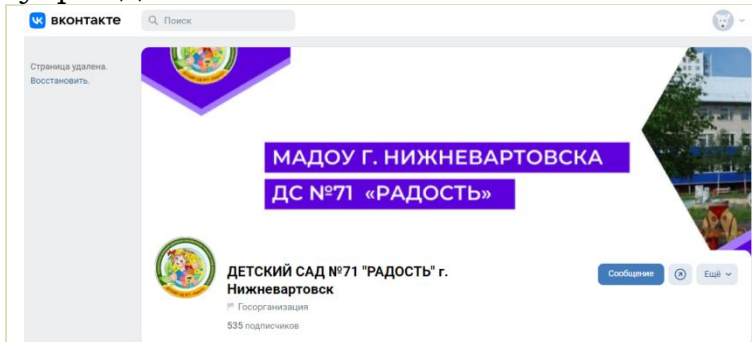 вконтакте
Поиск
Страница удалена.
Восстановить.
МАДОУ Г. НИЖНЕВАРТОВСКА
ДС №71 «РАДОСТЬ»
ДЕТСКИЙ САД №71 "РАДОСТЬ" г.
Нижневартовск
Госорганизация
535 подписчиков
Сообщение
Ещё